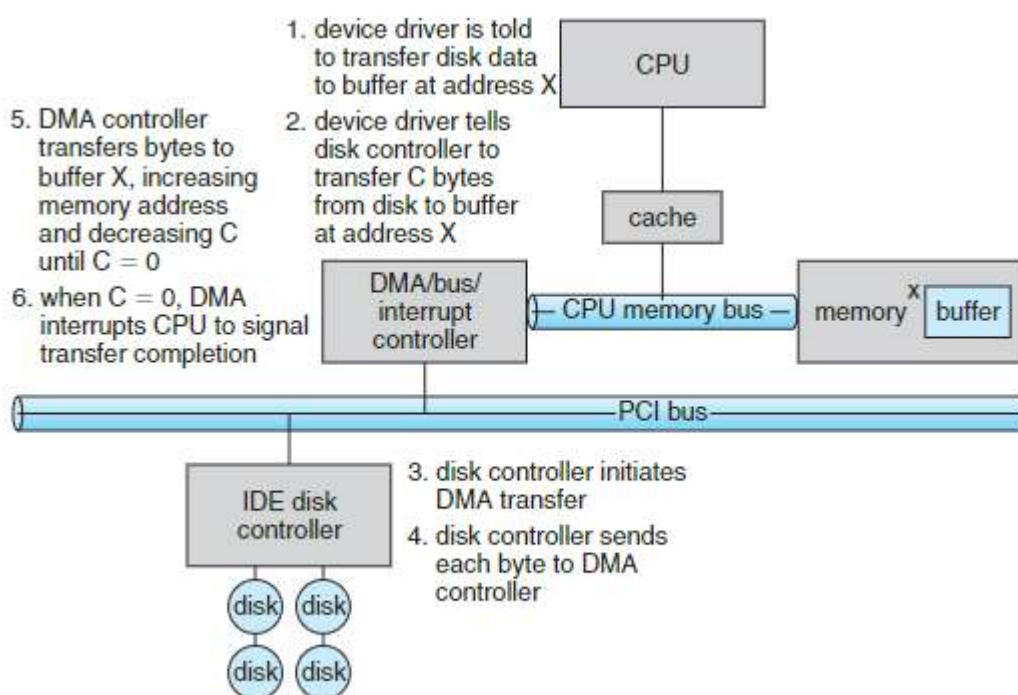 1. device driver is told
to transfer disk data
to buffer at address X
CPU
5. DMA controller
transfers bytes to
buffer X, increasing
memory address
and decreasing C
until C = 0
2. device driver tells
disk controller to
transfer C bytes
from disk to buffer
at address X
cache
6. when C = 0, DMA
interrupts CPU to signal
transfer completion
DMA/bus/
interrupt
controller
CPU memory bus
memory
X
buffer
PCI bus
IDE disk
controller
3. disk controller initiates
DMA transfer
4. disk controller sends
each byte to DMA
controller
disk
disk
disk
disk